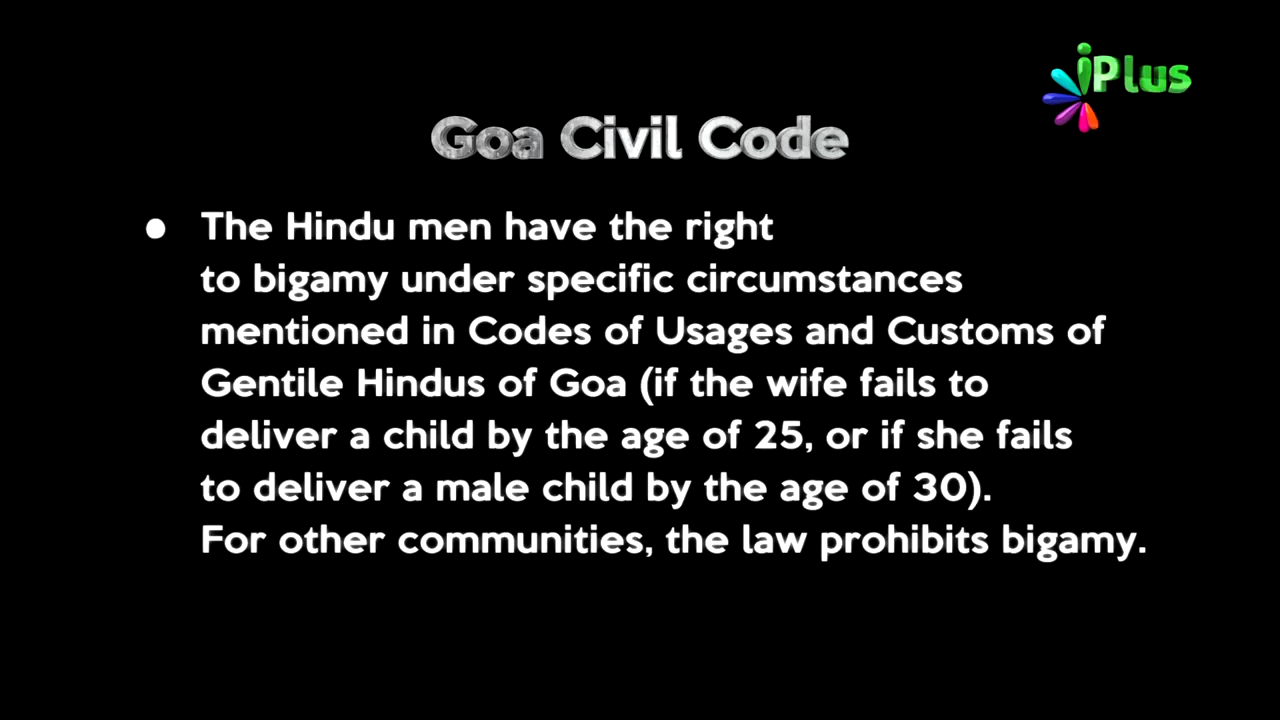 iPlus
Goa Civil Code
• The Hindu men have the right
to bigamy under specific circumstances
mentioned in Codes of Usages and Customs of
Gentile Hindus of Goa (if the wife fails to
deliver a child by the age of 25, or if she fails
to deliver a male child by the age of 30).
For other communities, the law prohibits bigamy.